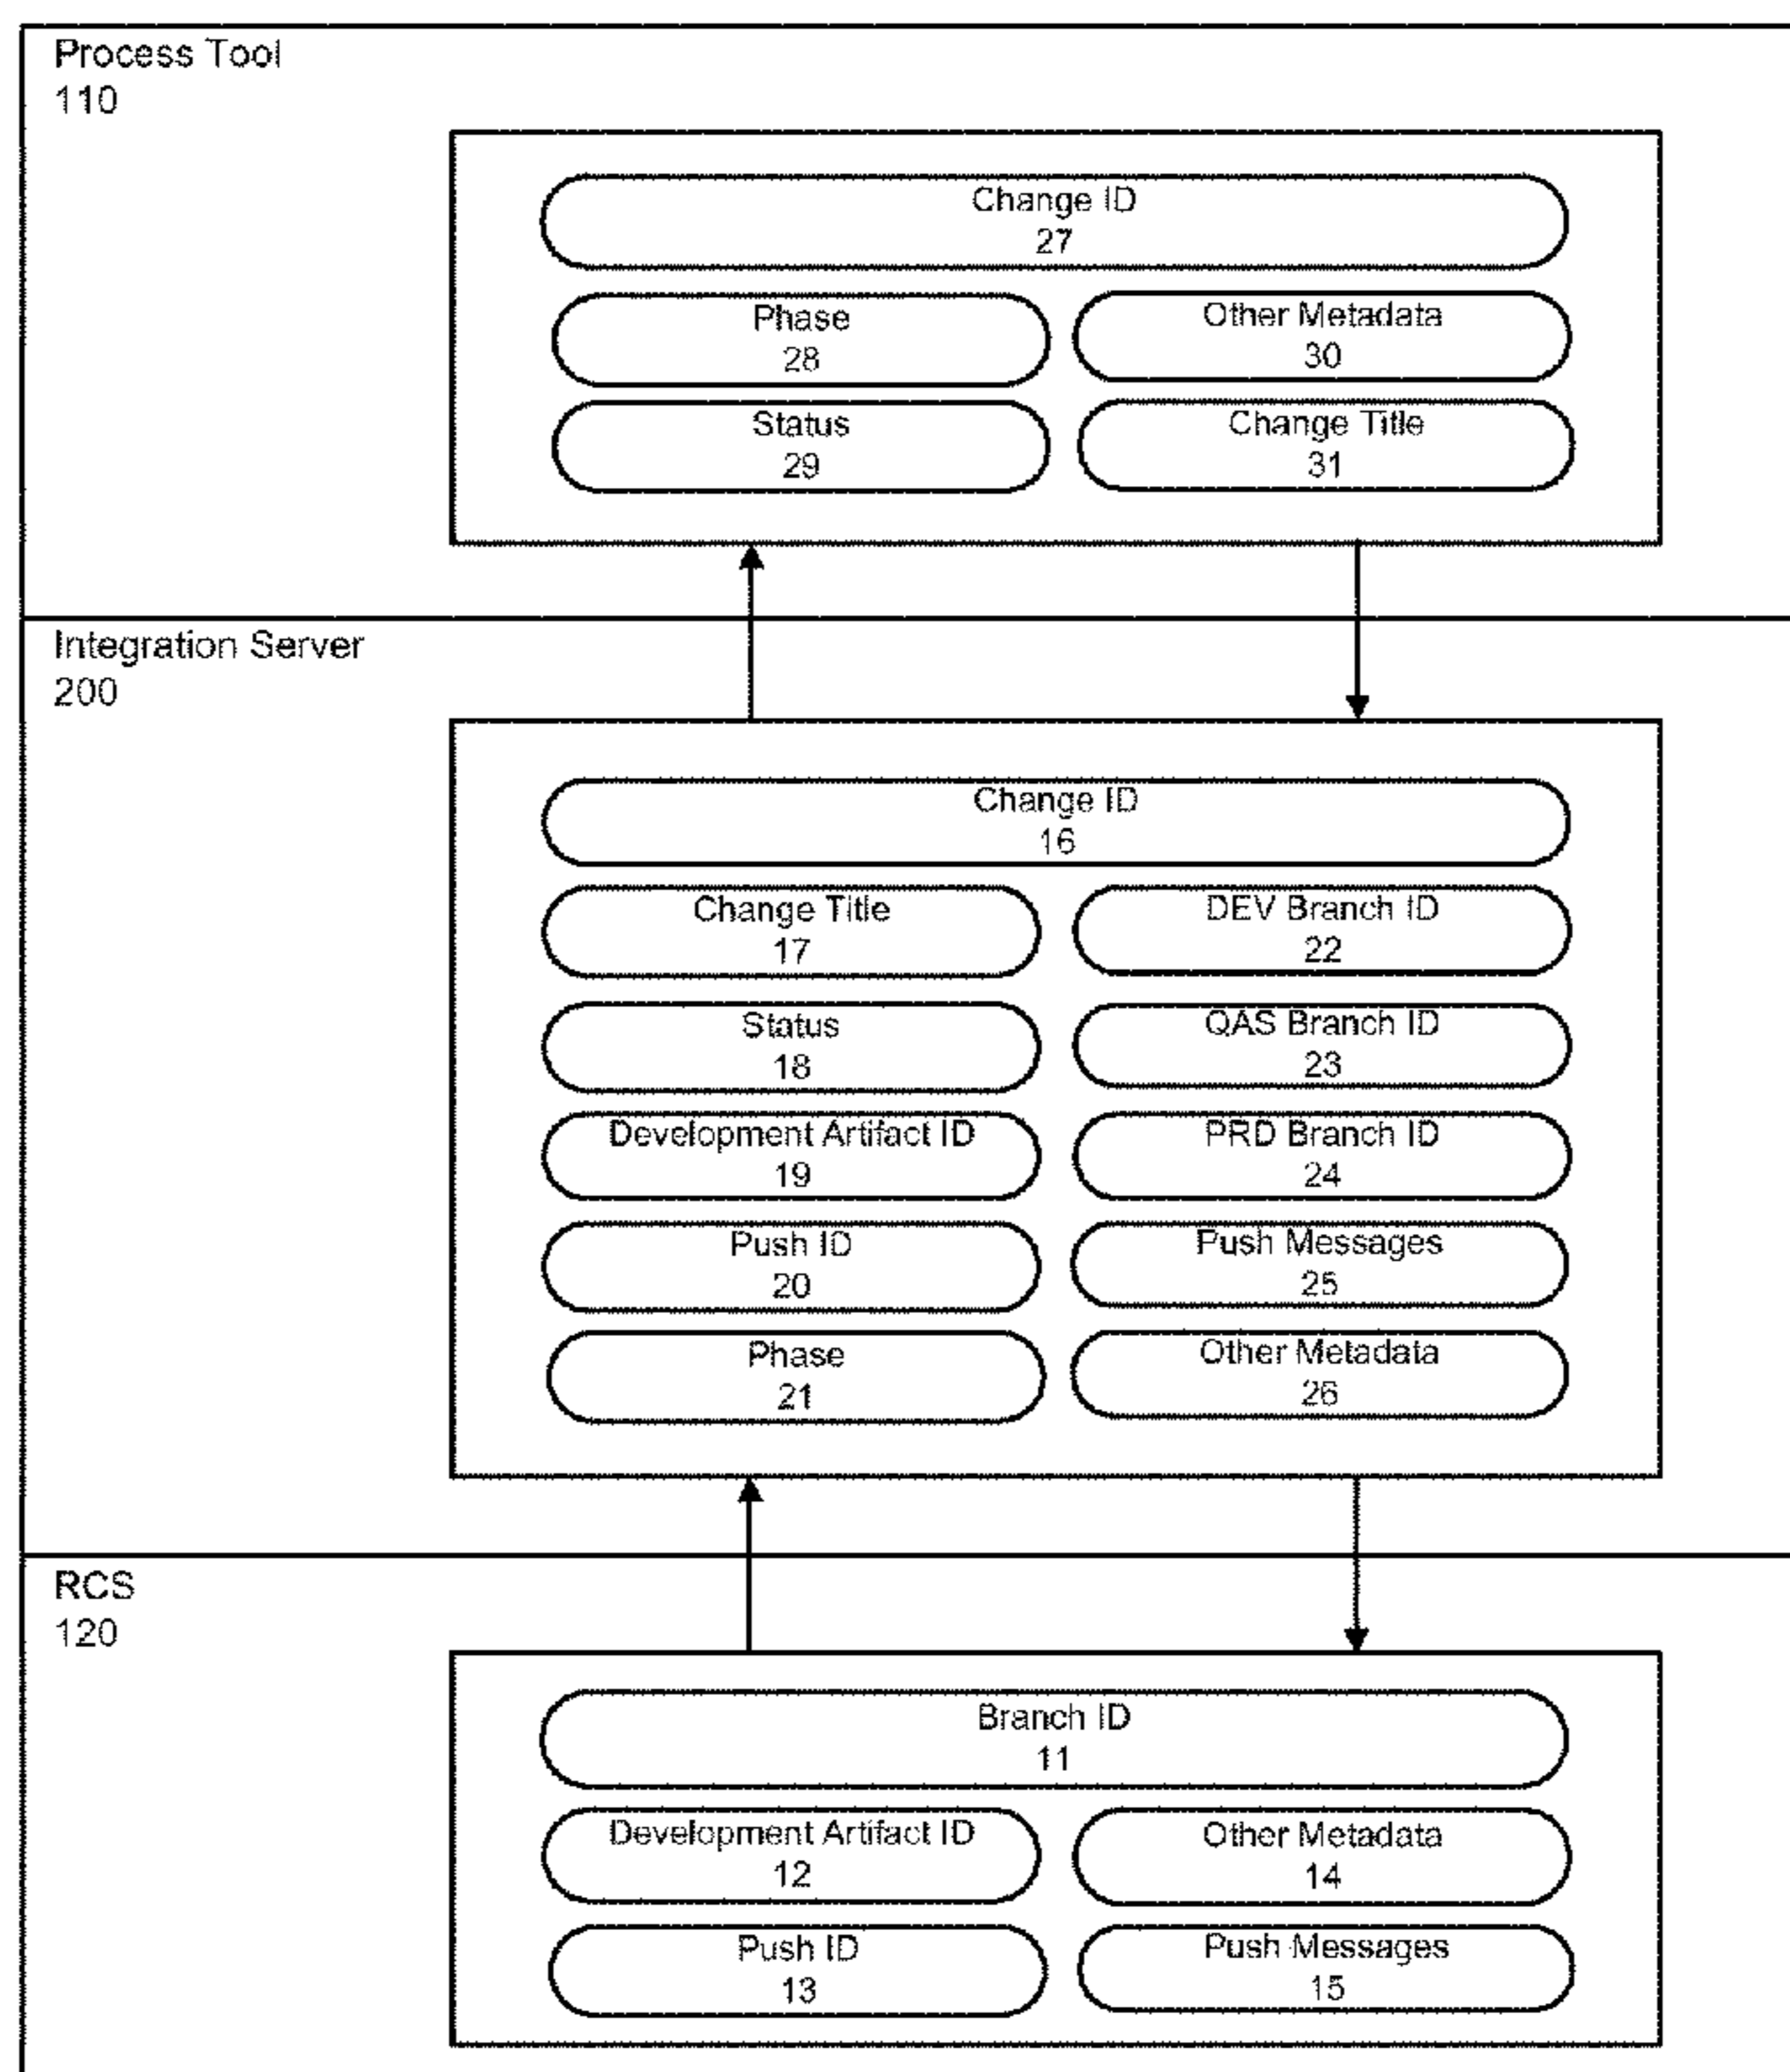 Process Tool
110
Change ID
27
Phase
28
Other Metadata
30
Status
29
Change Title
31
Integration Server
200
Change ID
16
Change Title
17
DEV Branch ID
22
Status
18
QAS Branch ID
23
Development Artifact ID
19
PRD Branch ID
24
Push ID
20
Push Messages
25
Phase
21
Other Metadata
26
RCS
120
Branch ID
11
Development Artifact ID
12
Other Metadata
14
Push ID
13
Push Messages
15